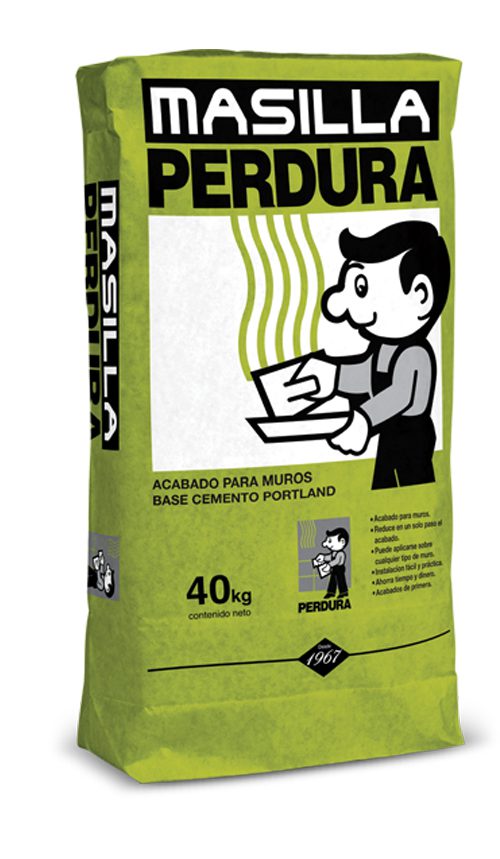 MASILLA
PERDURA
MASILLA
PERDURA
ACABADO PARA MUROS
BASE CEMENTO PORTLAND
40kg
contenido neto
PERDURA
• Acabado para muros.
• Reduce en un solo paso el
acabado.
• Puede aplicarse sobre
cualquier tipo de muro.
• Instalación fácil y práctica.
• Ahorra tiempo y dinero.
• Acabados de primera.
Desde
1967